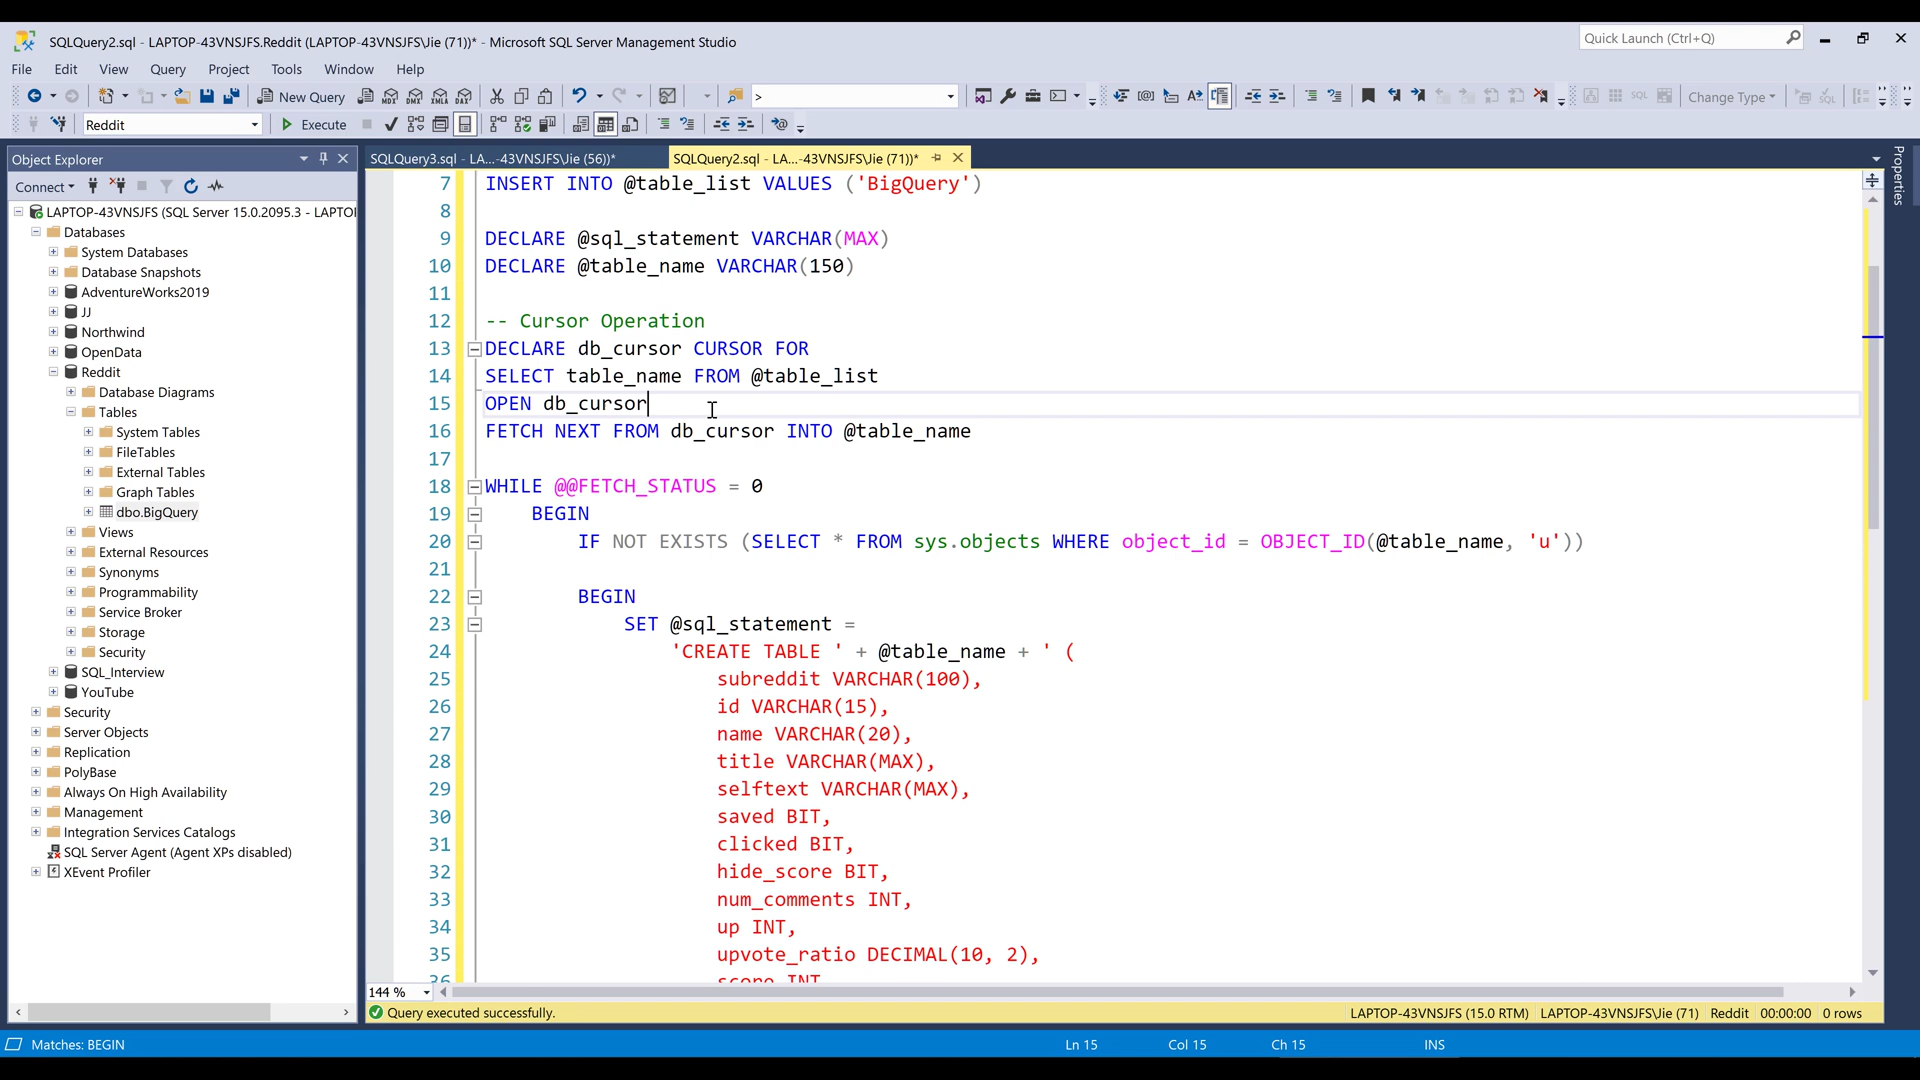 SQLQuery2.sql - LAPTOP-43VNSJFS.Reddit (LAPTOP-43VNSJFS\Jie (71))* - Microsoft SQL Server Management Studio
Quick Launch (Ctrl+Q)
File Edit View Query Project Tools Window Help
New Query
MDX DMX XMLA DAX
>
Change Type
Reddit
Execute
Object Explorer
SQLQuery3.sql - LA...-43VNSJFS\Jie (56))*
SQLQuery2.sql - LA...-43VNSJFS\Jie (71))*
Properties
Connect
LAPTOP-43VNSJFS (SQL Server 15.0.2095.3 - LAPTO
Databases
System Databases
Database Snapshots
AdventureWorks2019
JJ
Northwind
OpenData
Reddit
Database Diagrams
Tables
System Tables
FileTables
External Tables
Graph Tables
dbo.BigQuery
Views
External Resources
Synonyms
Programmability
Service Broker
Storage
Security
SQL_Interview
YouTube
Security
Server Objects
Replication
PolyBase
Always On High Availability
Management
Integration Services Catalogs
SQL Server Agent (Agent XPs disabled)
XEvent Profiler
7 INSERT INTO @table_list VALUES ('BigQuery')
8
9 DECLARE @sql_statement VARCHAR(MAX)
10 DECLARE @table_name VARCHAR(150)
11
12 -- Cursor Operation
13 DECLARE db_cursor CURSOR FOR
14 SELECT table_name FROM @table_list
15 OPEN db_cursor
16 FETCH NEXT FROM db_cursor INTO @table_name
17
18 WHILE @@FETCH_STATUS = 0
19 BEGIN
20 IF NOT EXISTS (SELECT * FROM sys.objects WHERE object_id = OBJECT_ID(@table_name, 'u'))
21
22 BEGIN
23 SET @sql_statement =
24 'CREATE TABLE ' + @table_name + ' (
25 subreddit VARCHAR(100),
26 id VARCHAR(15),
27 name VARCHAR(20),
28 title VARCHAR(MAX),
29 selftext VARCHAR(MAX),
30 saved BIT,
31 clicked BIT,
32 hide_score BIT,
33 num_comments INT,
34 up INT,
35 upvote_ratio DECIMAL(10, 2),
36 score INT
144 %
Query executed successfully.
LAPTOP-43VNSJFS (15.0 RTM) LAPTOP-43VNSJFS\Jie (71) Reddit 00:00:00 0 rows
Matches: BEGIN
Ln 15 Col 15 Ch 15 INS